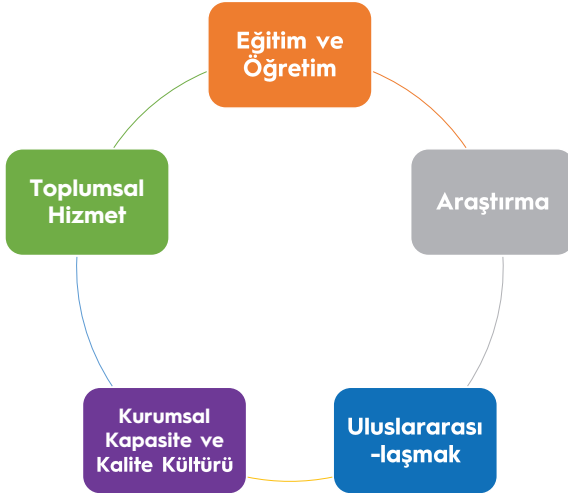 Eğitim ve
Öğretim
Araştırma
Uluslararası
-laşmak
Kurumsal
Kapasite ve
Kalite Kültürü
Toplumsal
Hizmet